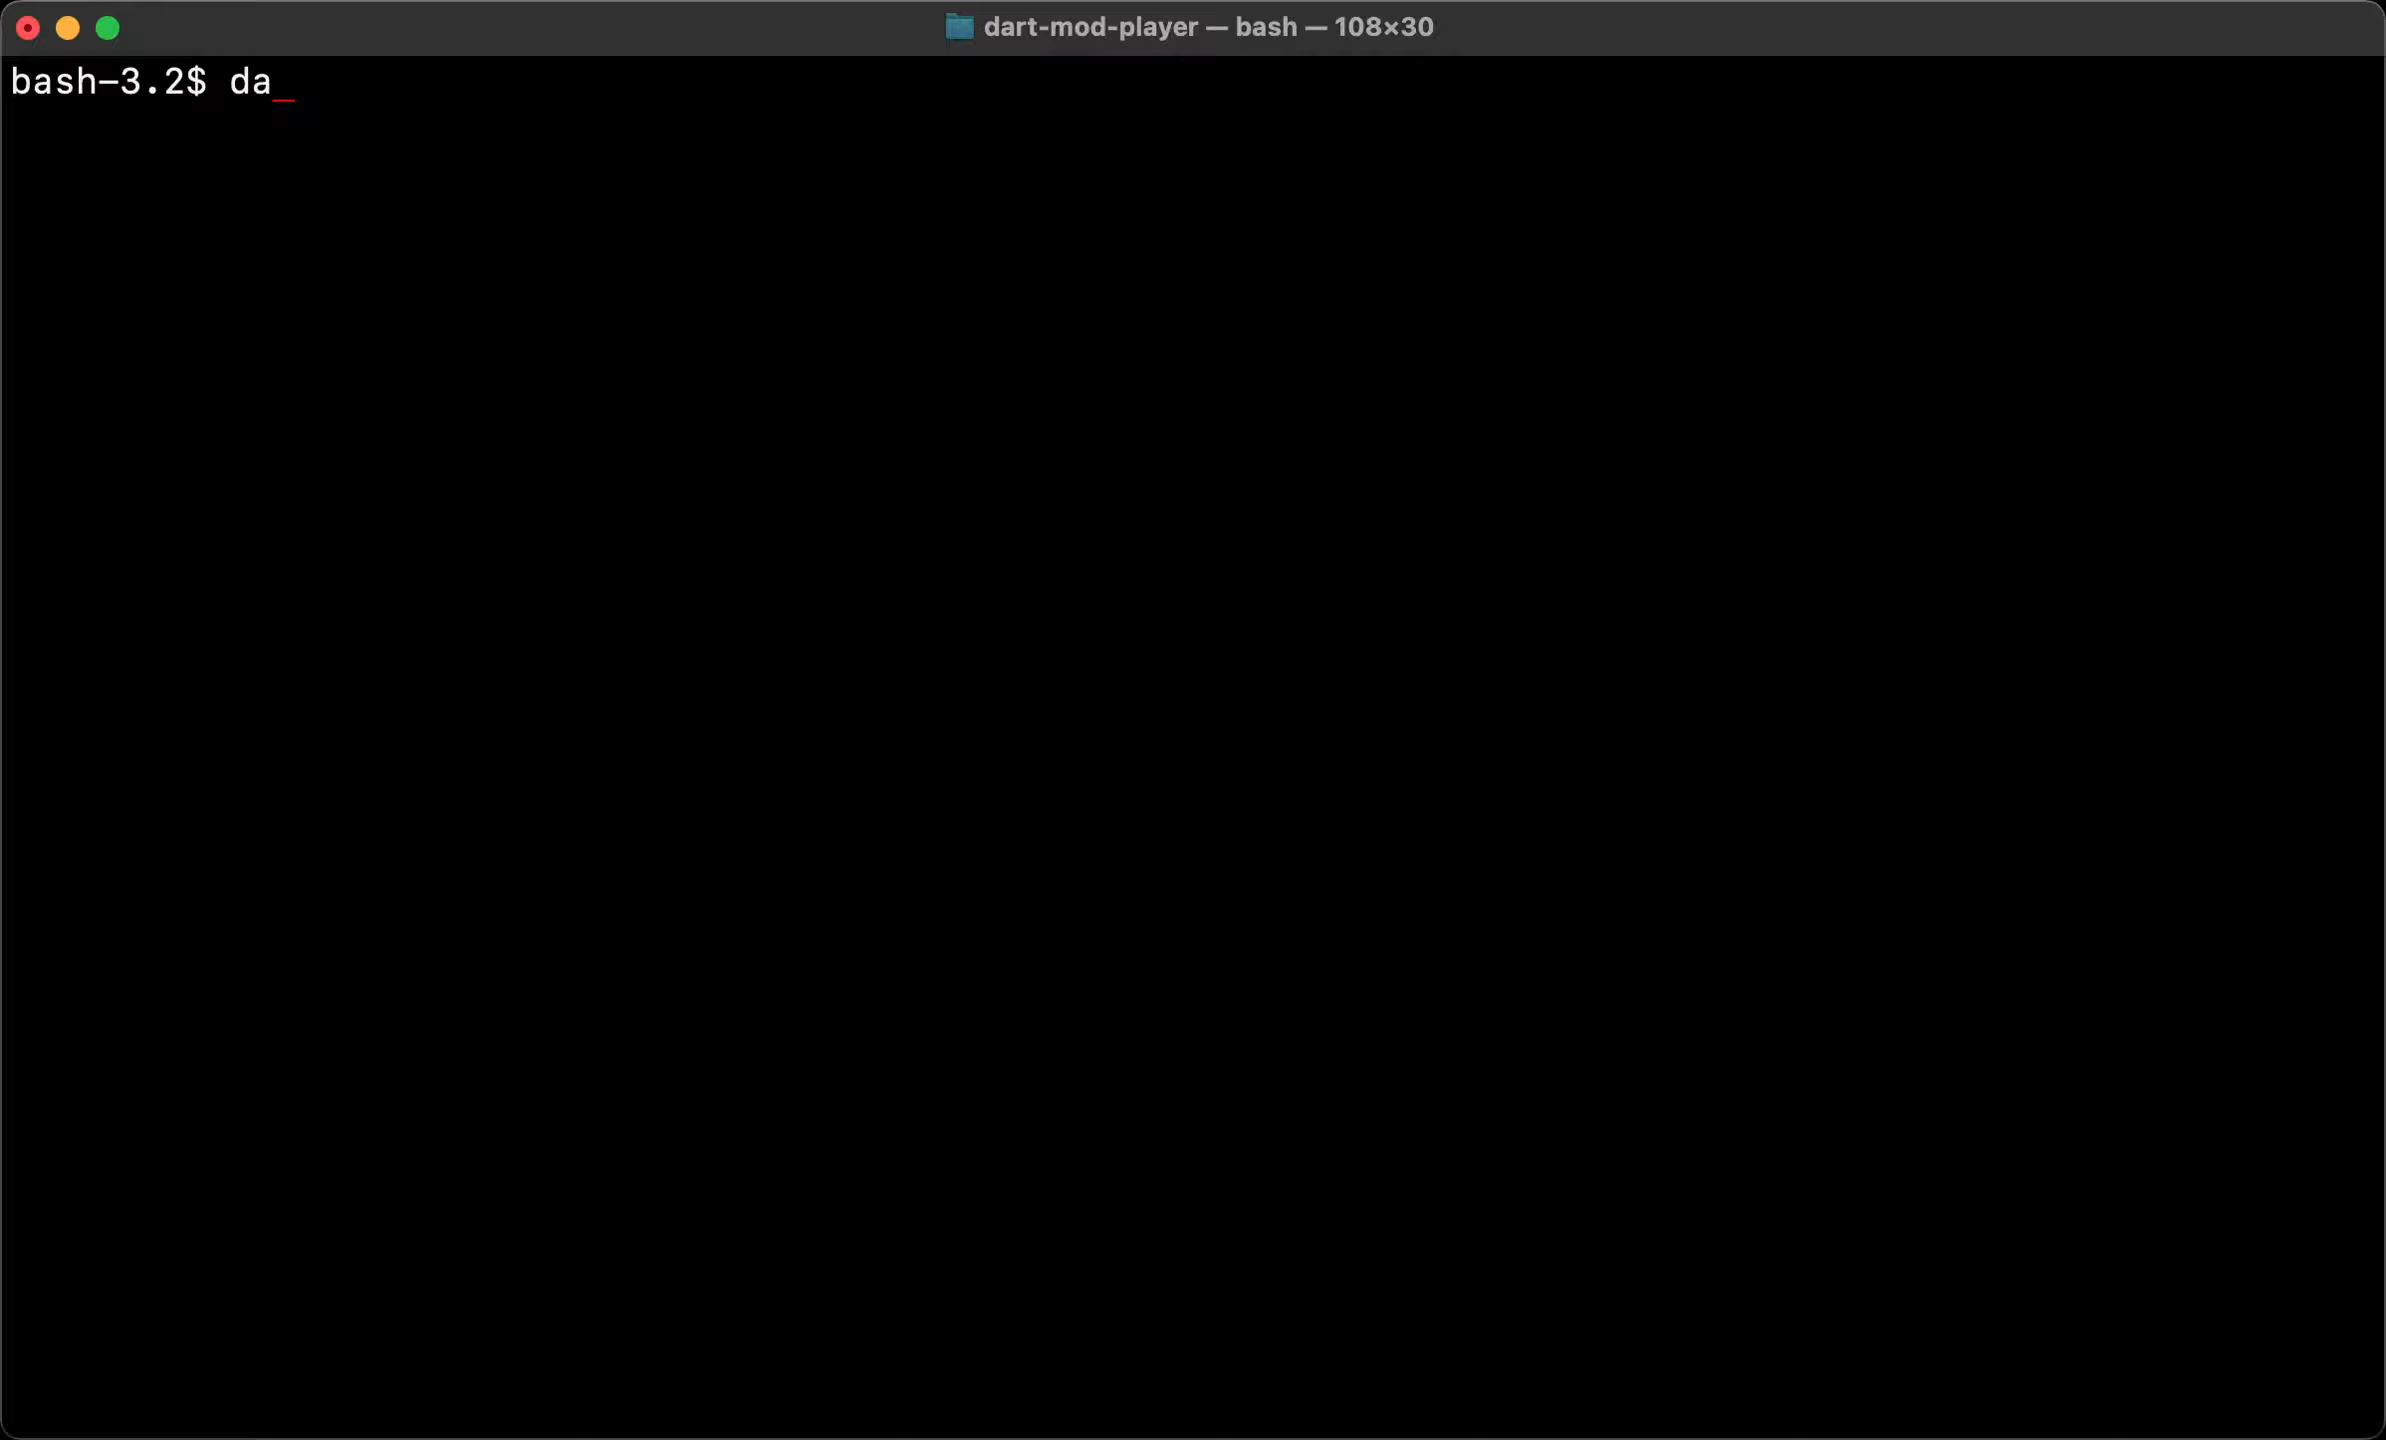 dart-mod-player — bash — 108×30
bash-3.2$ da_